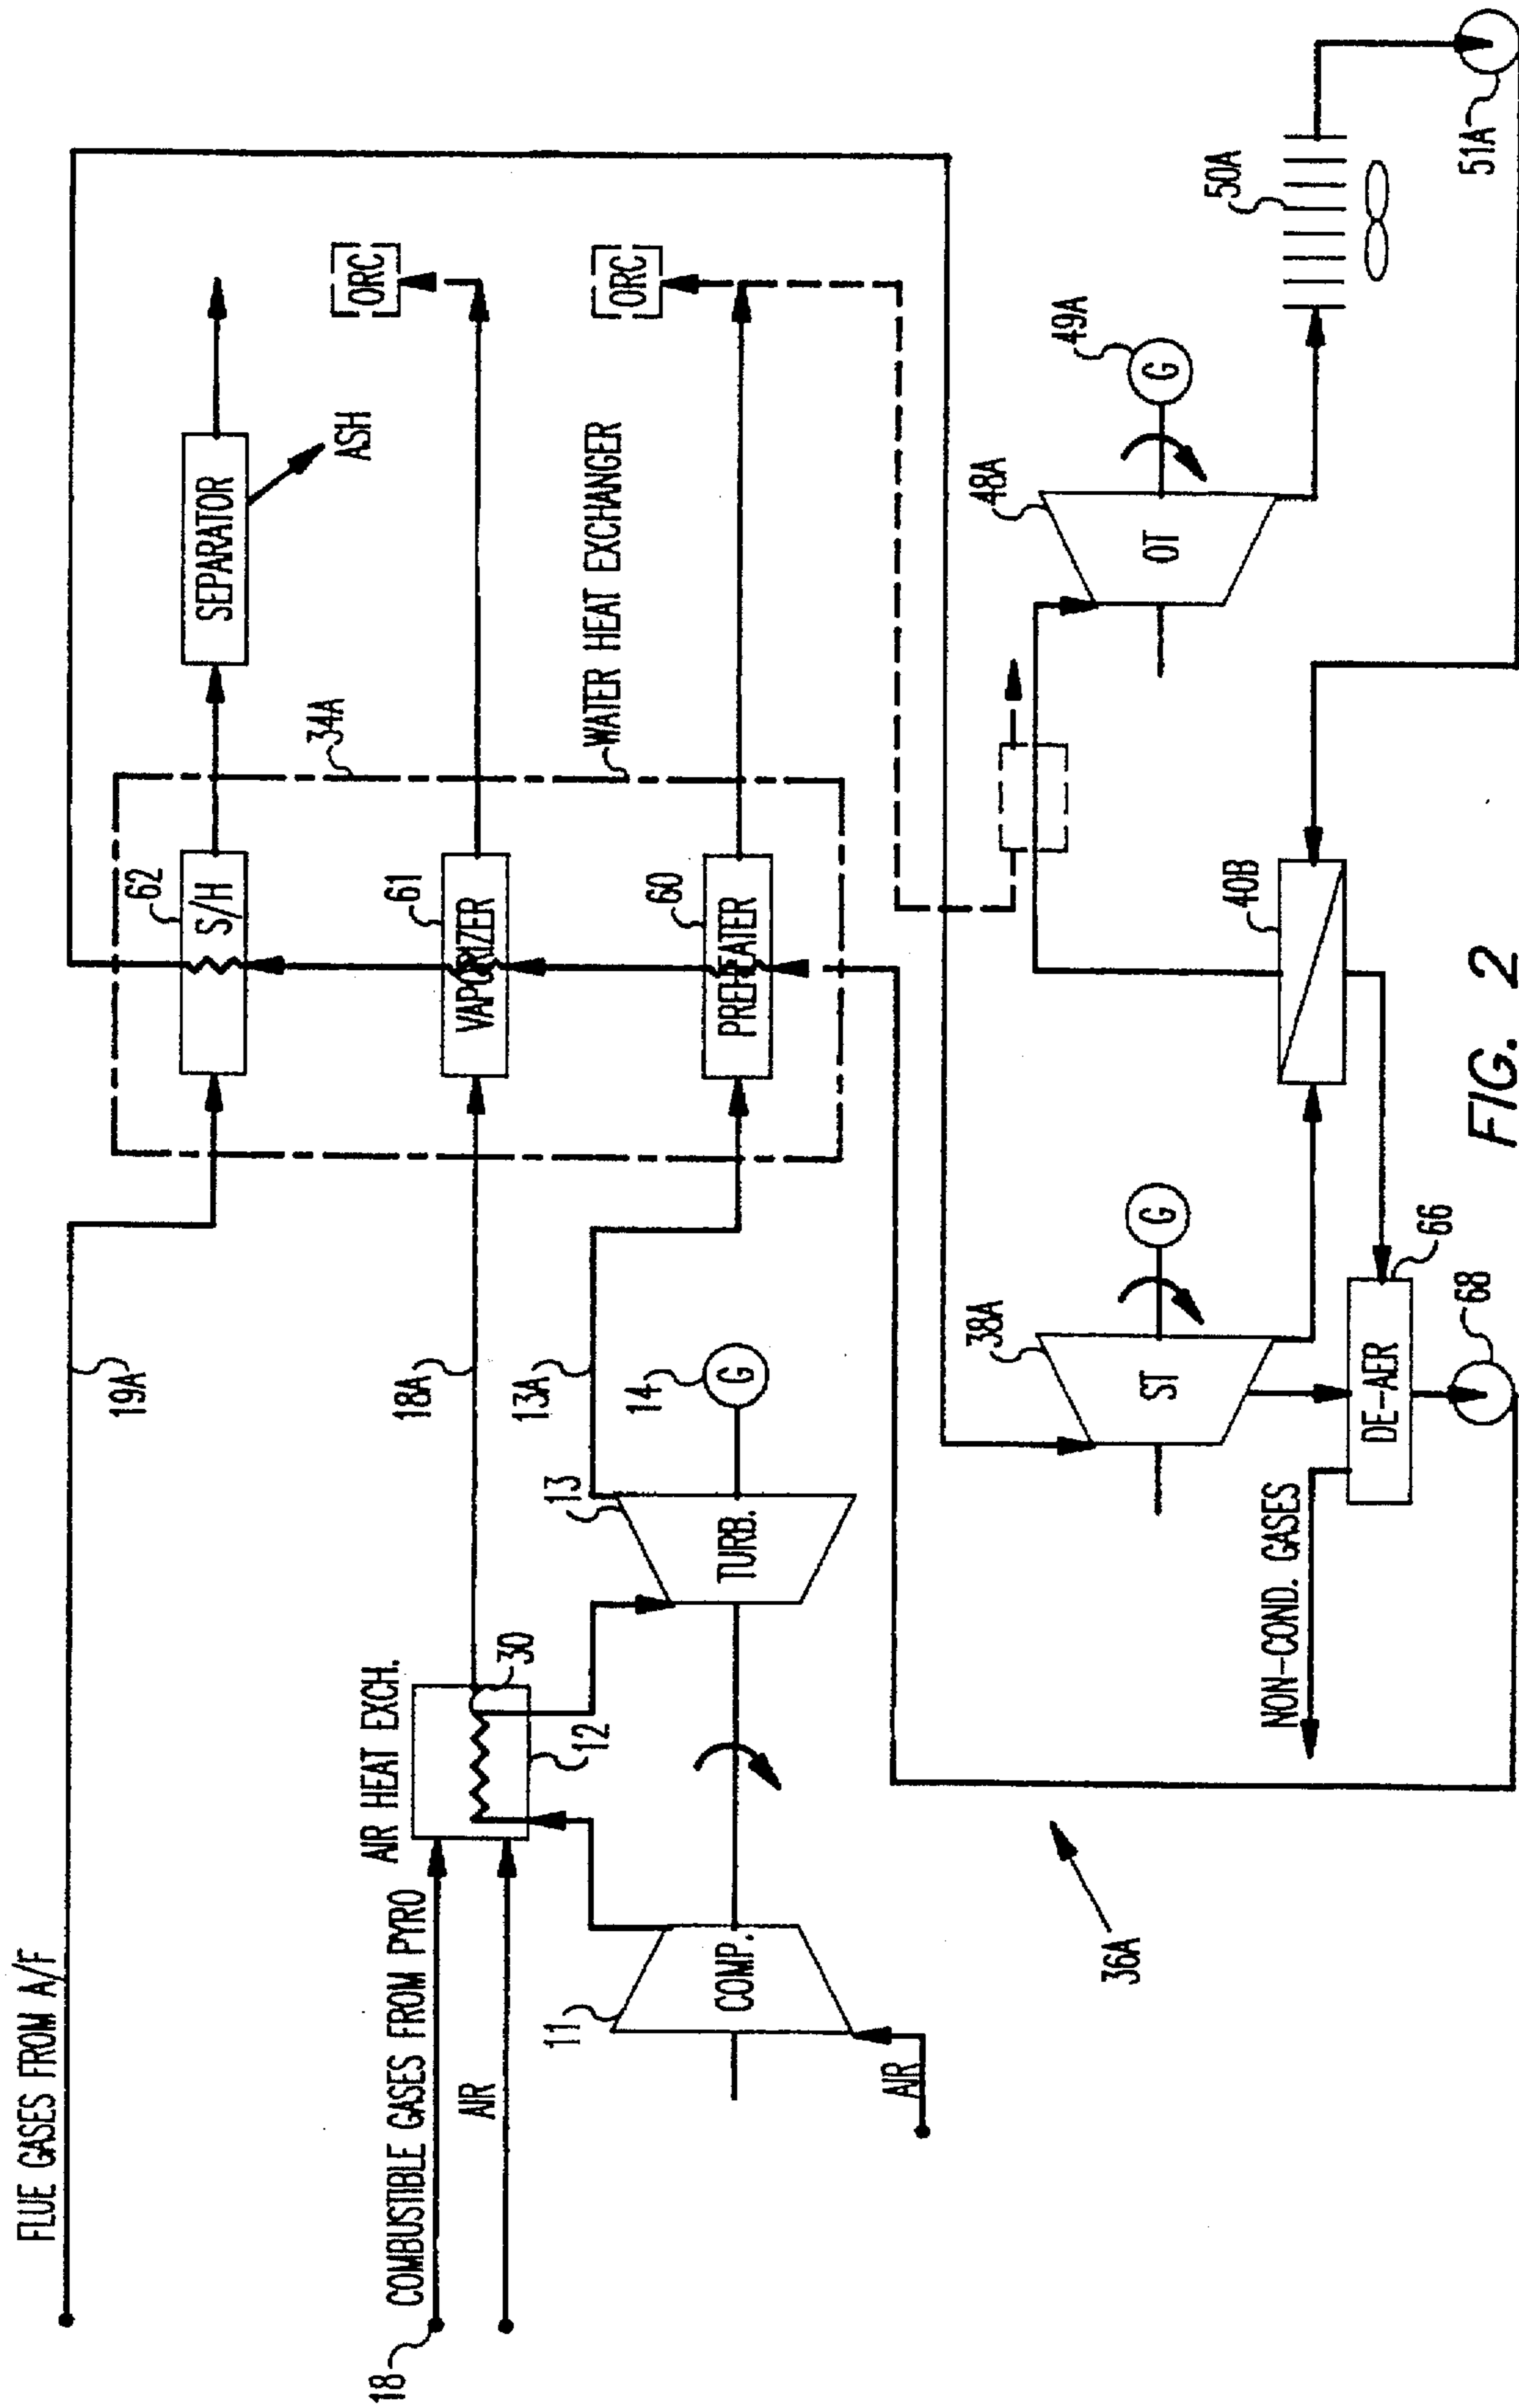 FLUE GASES FROM A/F
19A
62
S/H
SEPARATOR
ASH
34A
18
COMBUSTIBLE GASES FROM PYRO
AIR
AIR HEAT EXCH.
30
12
18A
61
VAPORIZER
ORC
WATER HEAT EXCHANGER
11
COMP.
AIR
13
TURB.
14
G
13A
60
PREHEATER
ORC
36A
38A
ST
G
48A
OT
49A
G
50A
51A
40B
NON-COND. GASES
DE-AER
66
68
FIG. 2